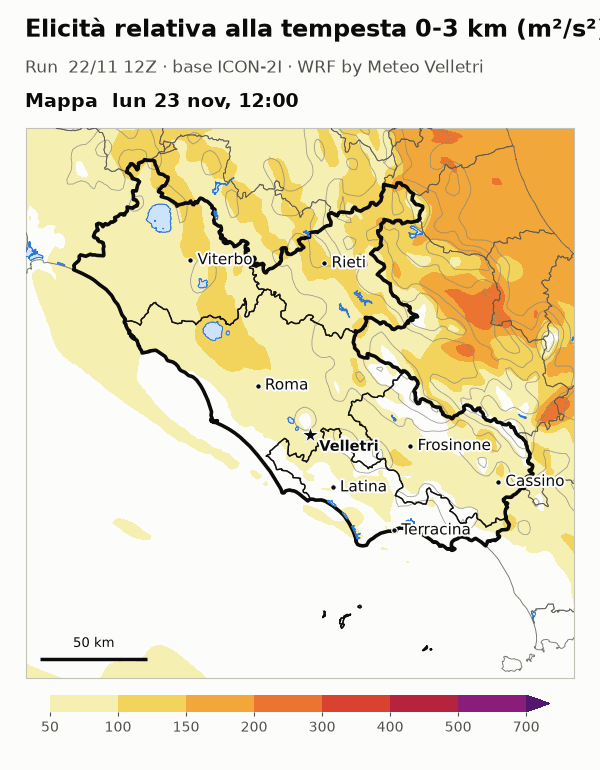 Elicità relativa alla tempesta 0-3 km (m²/s²)
Run 22/11 12Z · base ICON-2I · WRF by Meteo Velletri
Mappa lun 23 nov, 12:00
Viterbo
Rieti
Roma
Velletri
Frosinone
Cassino
Latina
Terracina
50 km
50 100 150 200 300 400 500 700